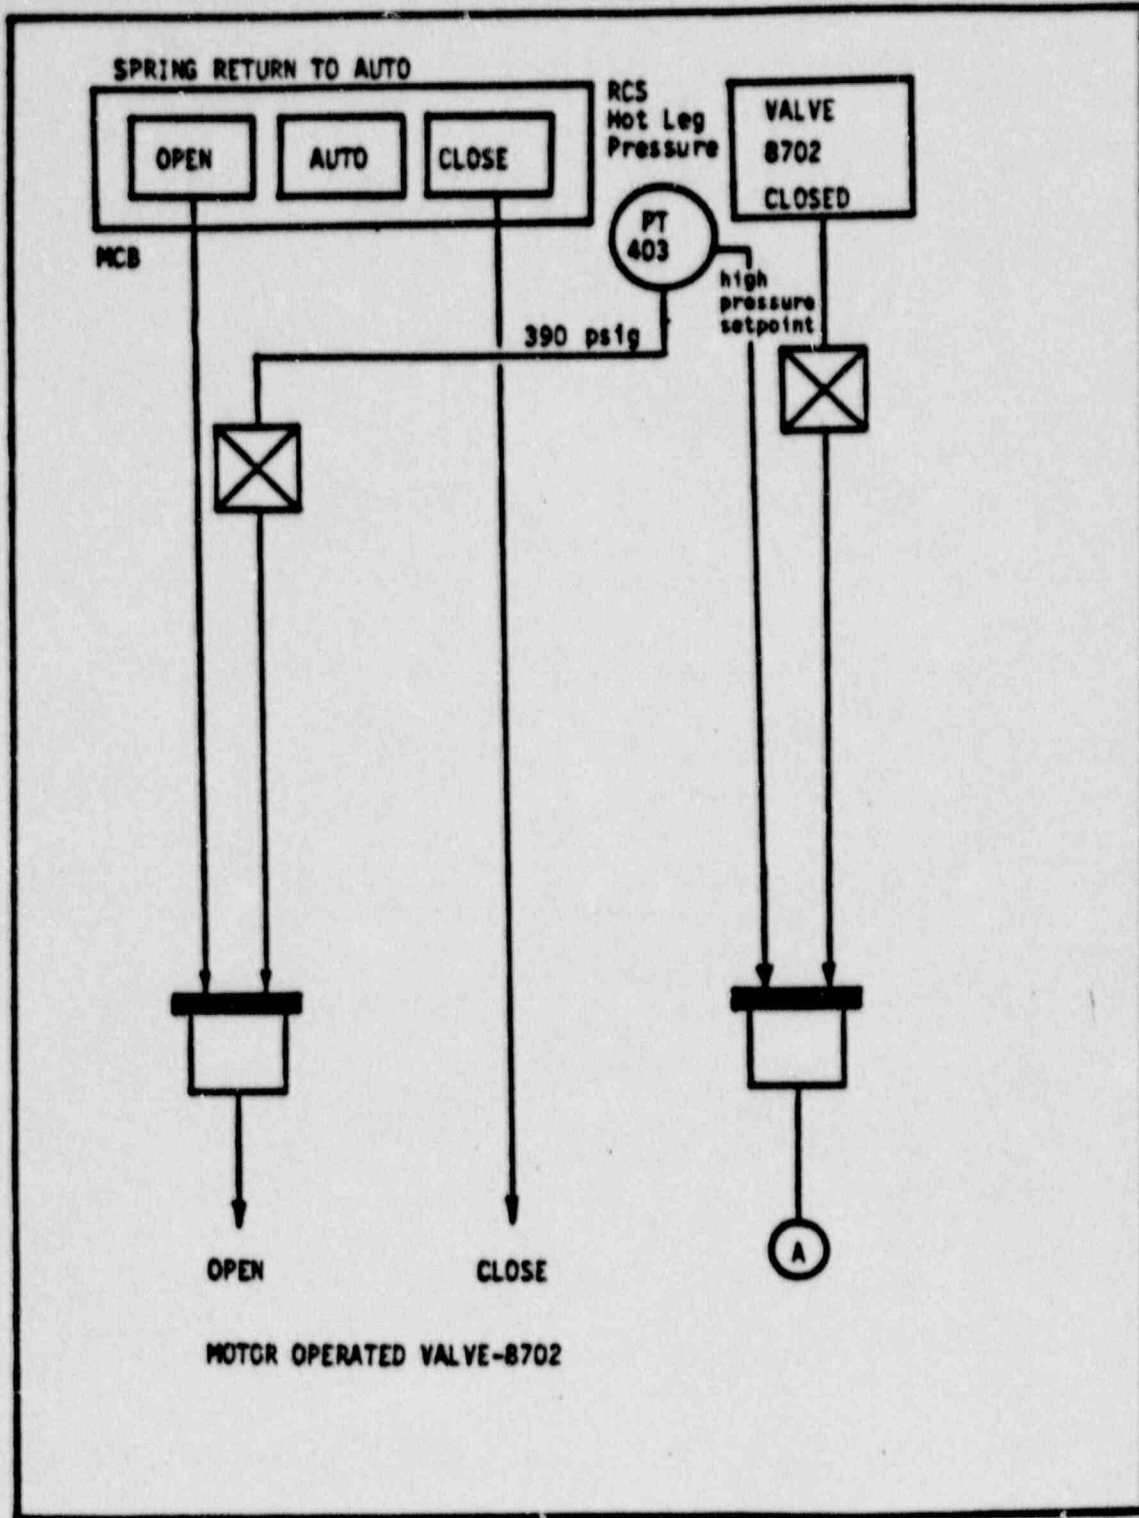 SPRING RETURN TO AUTO
OPEN
AUTO
CLOSE
MCB
RCS
Hot Leg
Pressure
PT
403
VALVE
8702
CLOSED
high
pressure
setpoint
390 psig
A
OPEN
CLOSE
MOTOR OPERATED VALVE-8702